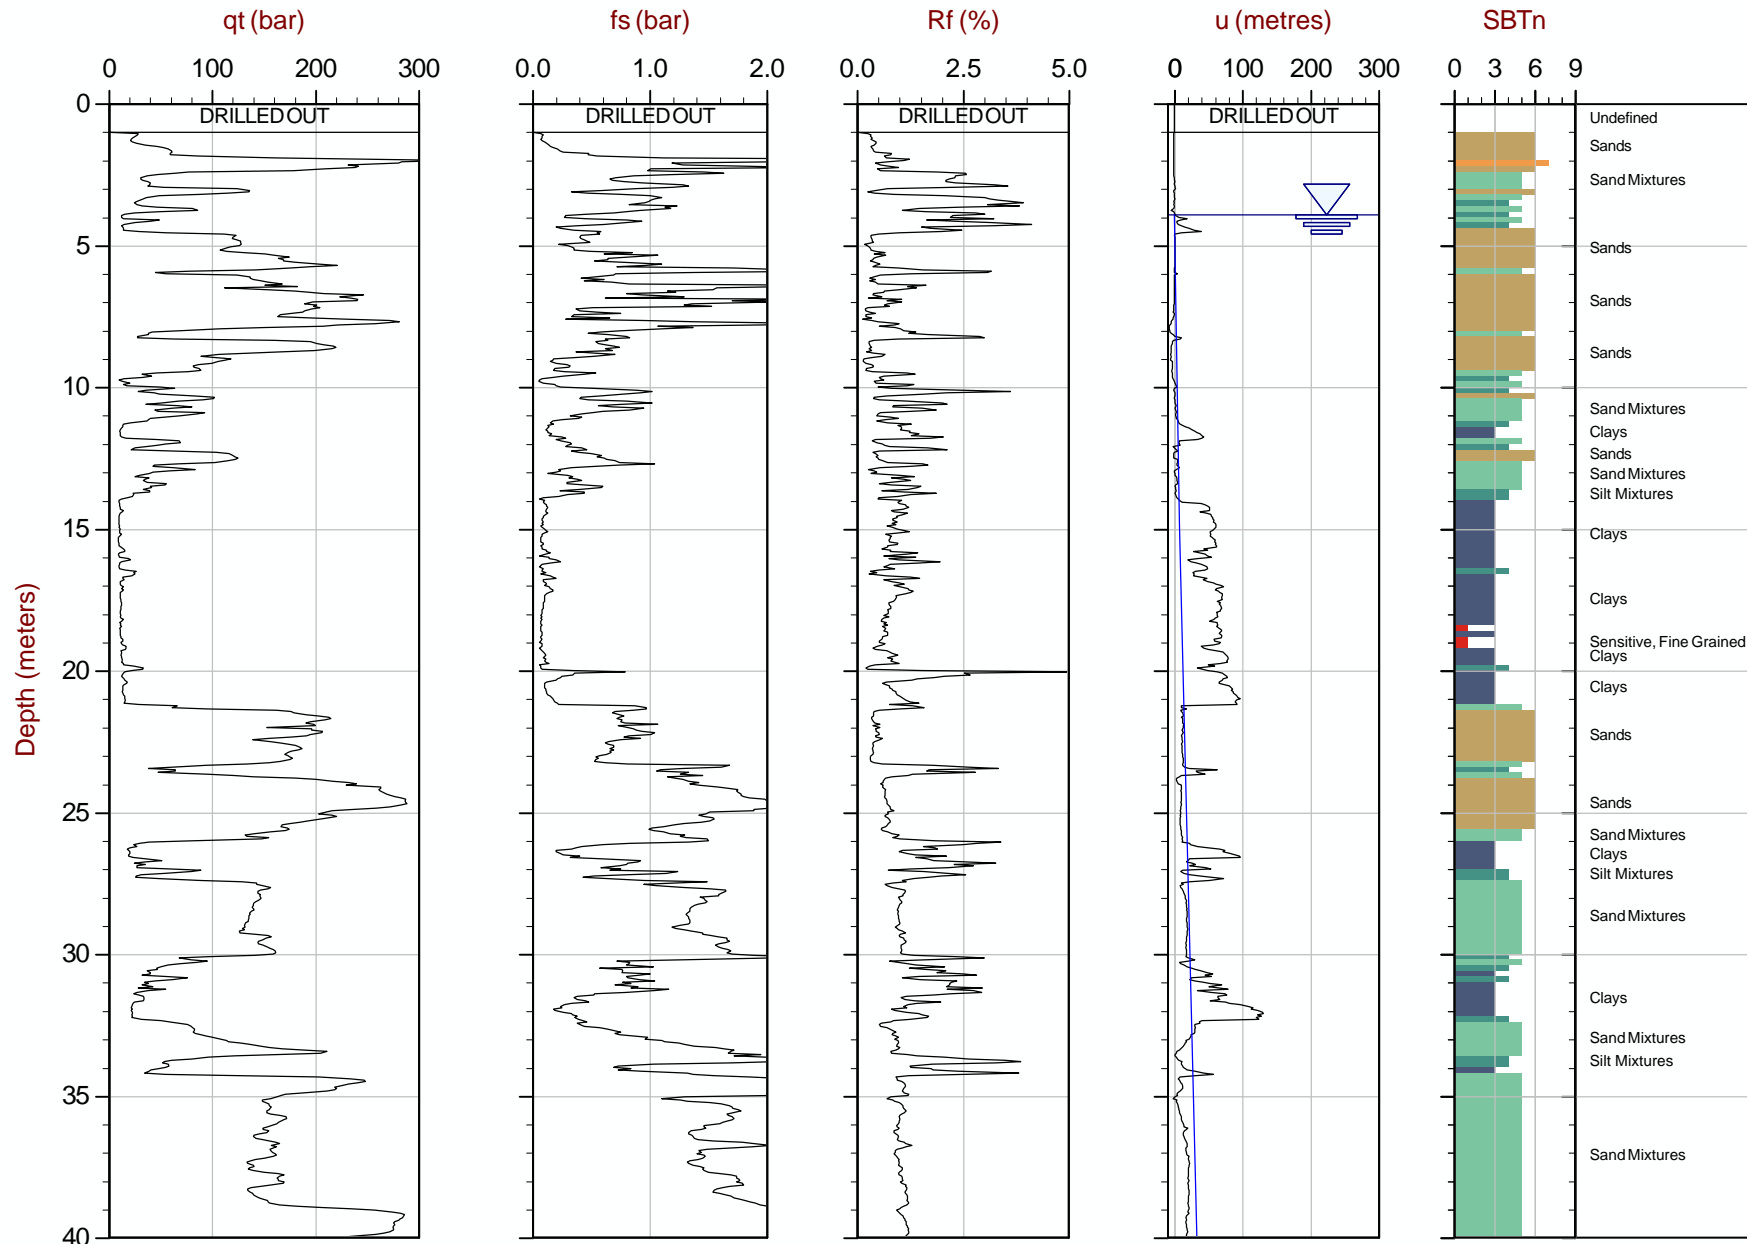 qt (bar) fs (bar) Rf (%) u (metres) SBTn
0 100 200 300 0.0 1.0 2.0 0.0 2.5 5.0 0 100 200 300 0 3 6 9
0
DRILLED OUT DRILLED OUT DRILLED OUT DRILLED OUT
Undefined
Sands
Sand Mixtures
5
Sands
Sands
Sands
10
Sand Mixtures
Clays
Sands
Sand Mixtures
Silt Mixtures
15
Clays
Clays
Sensitive, Fine Grained
Clays
20
Clays
Depth (meters)
Sands
Sands
25
Sand Mixtures
Clays
Silt Mixtures
Sand Mixtures
30
Clays
Sand Mixtures
Silt Mixtures
35
Sand Mixtures
40